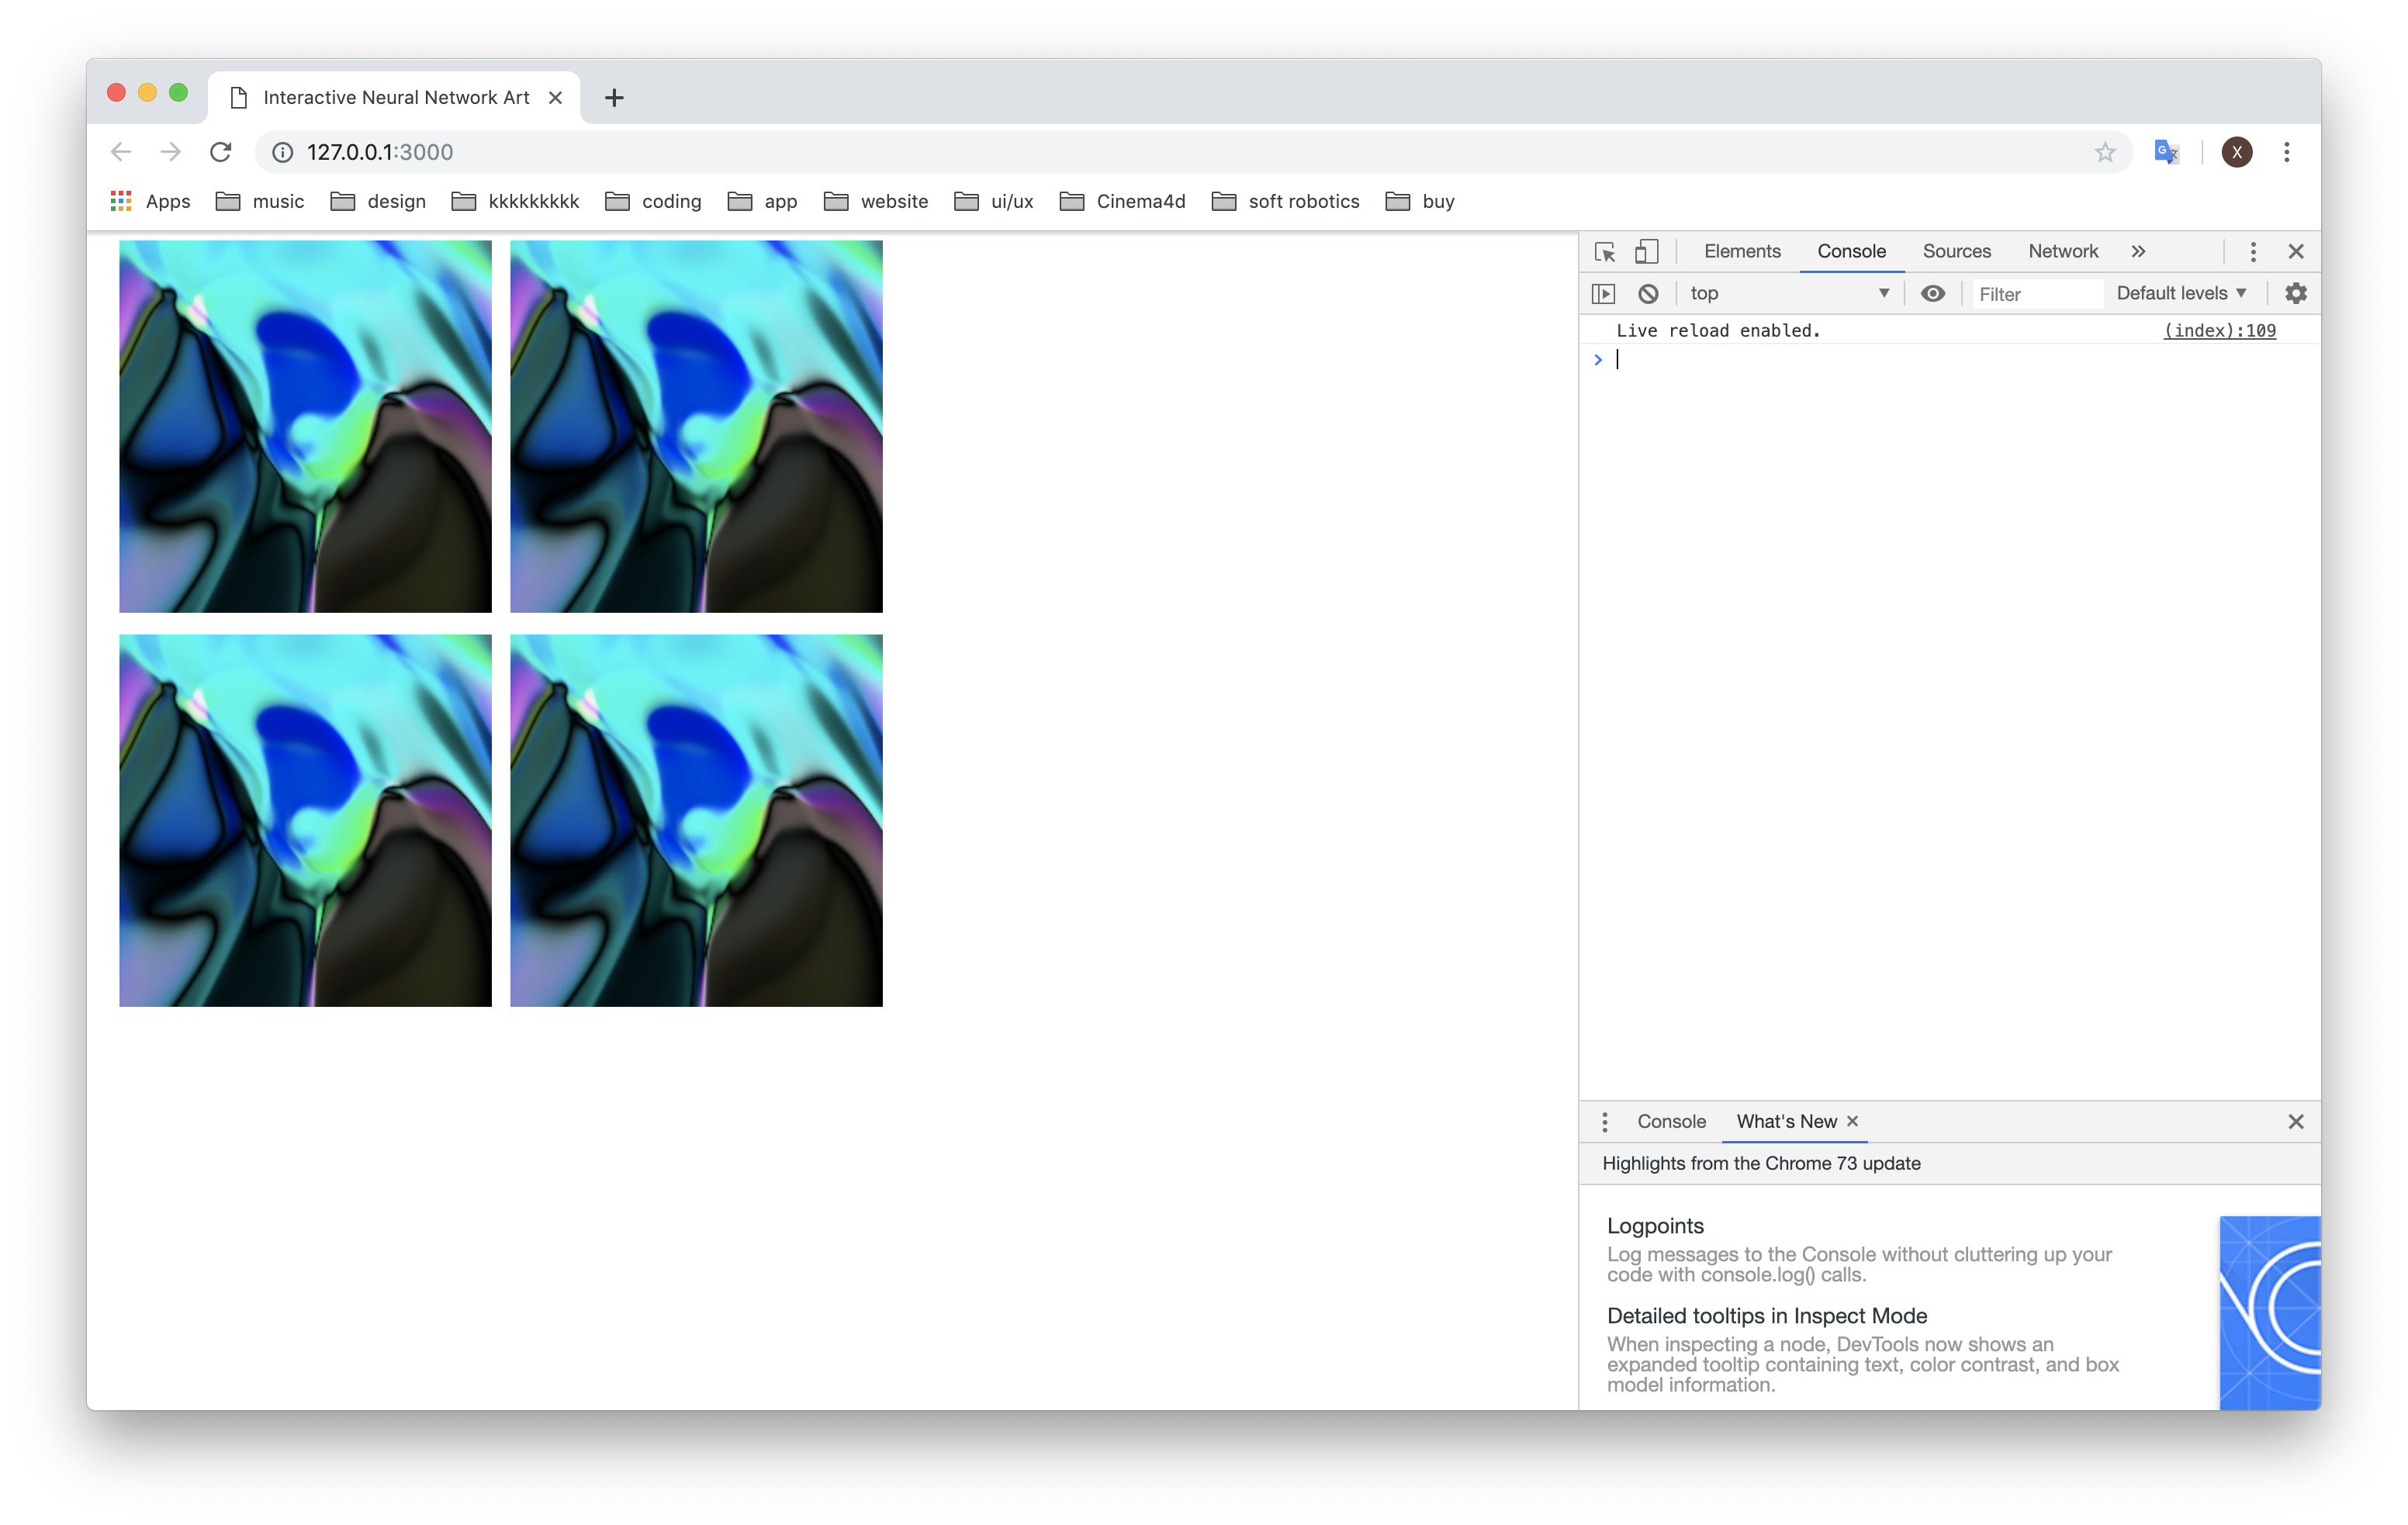 Interactive Neural Network Art
127.0.0.1:3000
X
Apps music design kkkkkkkkk coding app website ui/ux Cinema4d soft robotics buy
Elements Console Sources Network
top Filter Default levels
Live reload enabled. (index):109
Console What's New
Highlights from the Chrome 73 update
Logpoints
Log messages to the Console without cluttering up your
code with console.log() calls.
Detailed tooltips in Inspect Mode
When inspecting a node, DevTools now shows an
expanded tooltip containing text, color contrast, and box
model information.